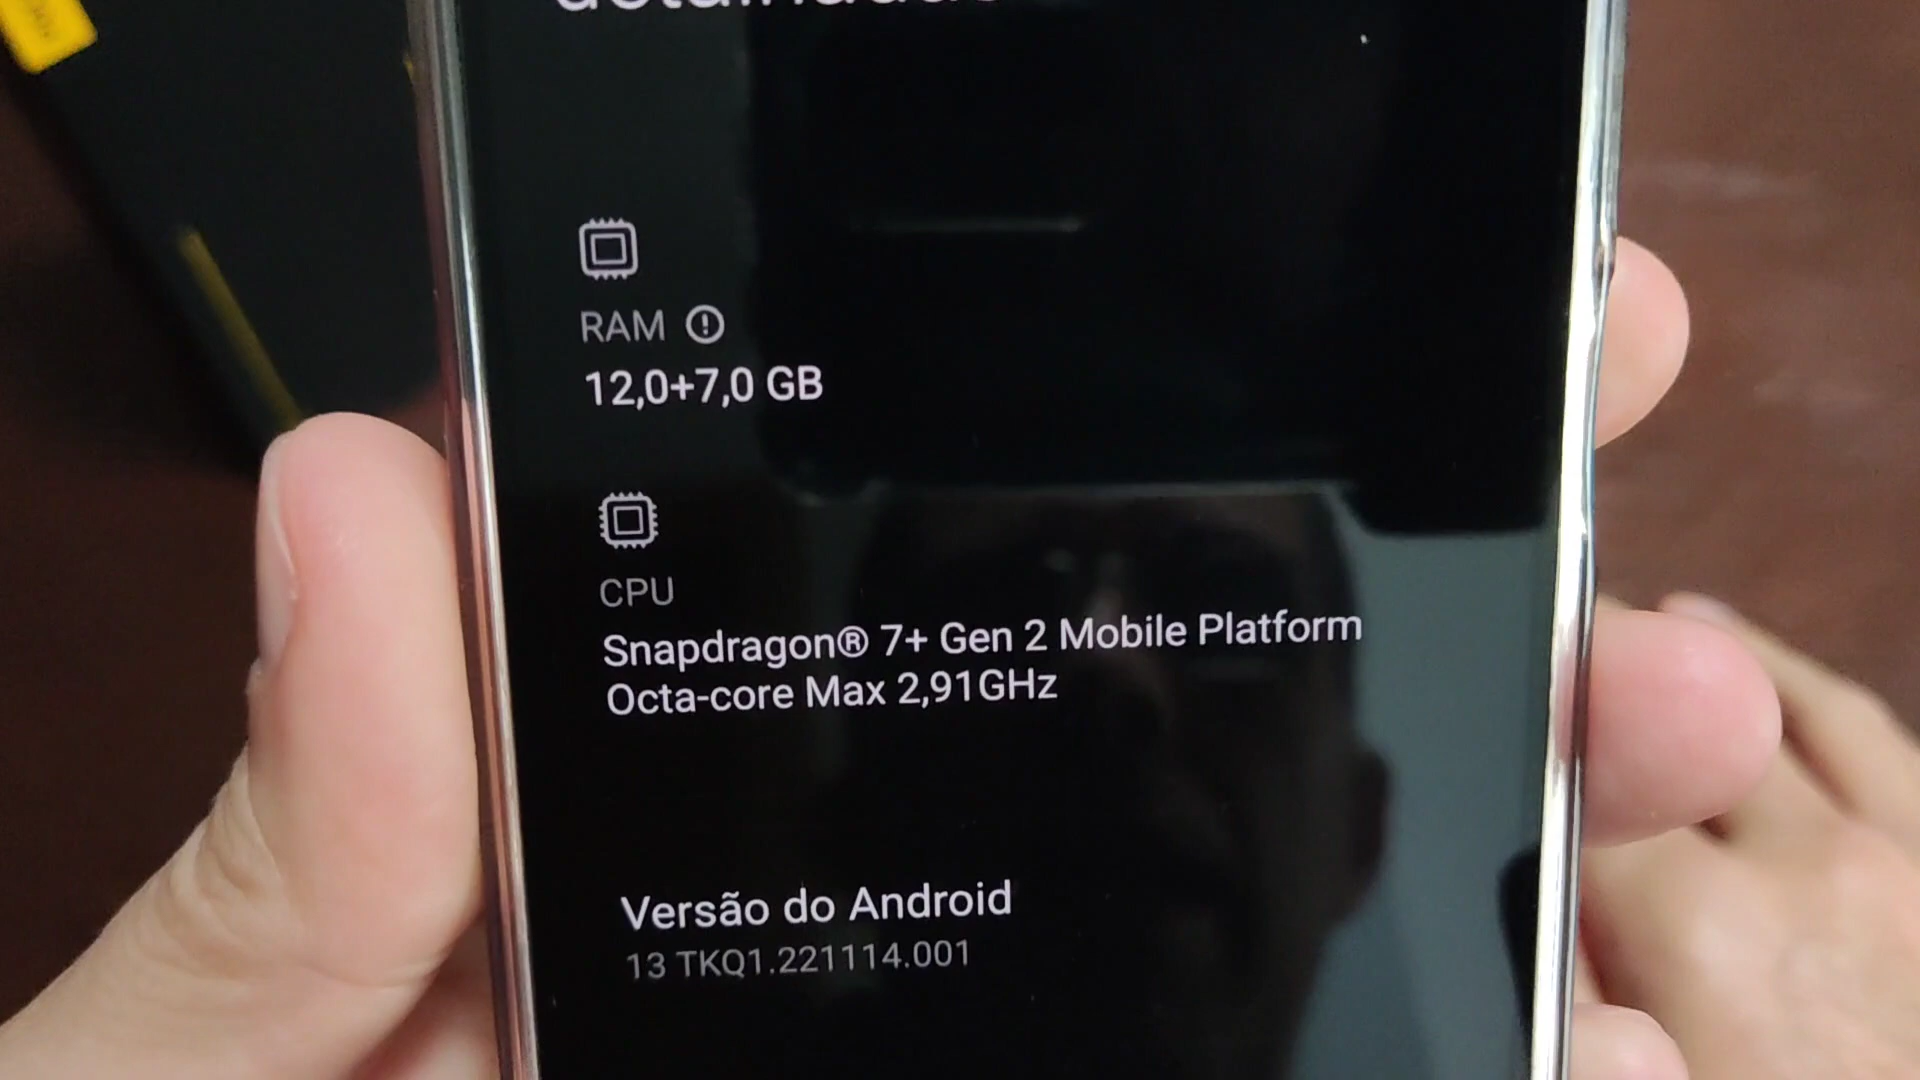 RAM
12,0+7,0 GB
CPU
Snapdragon® 7+ Gen 2 Mobile Platform
Octa-core Max 2,91GHz
Versão do Android
13 TKQ1.221114.001